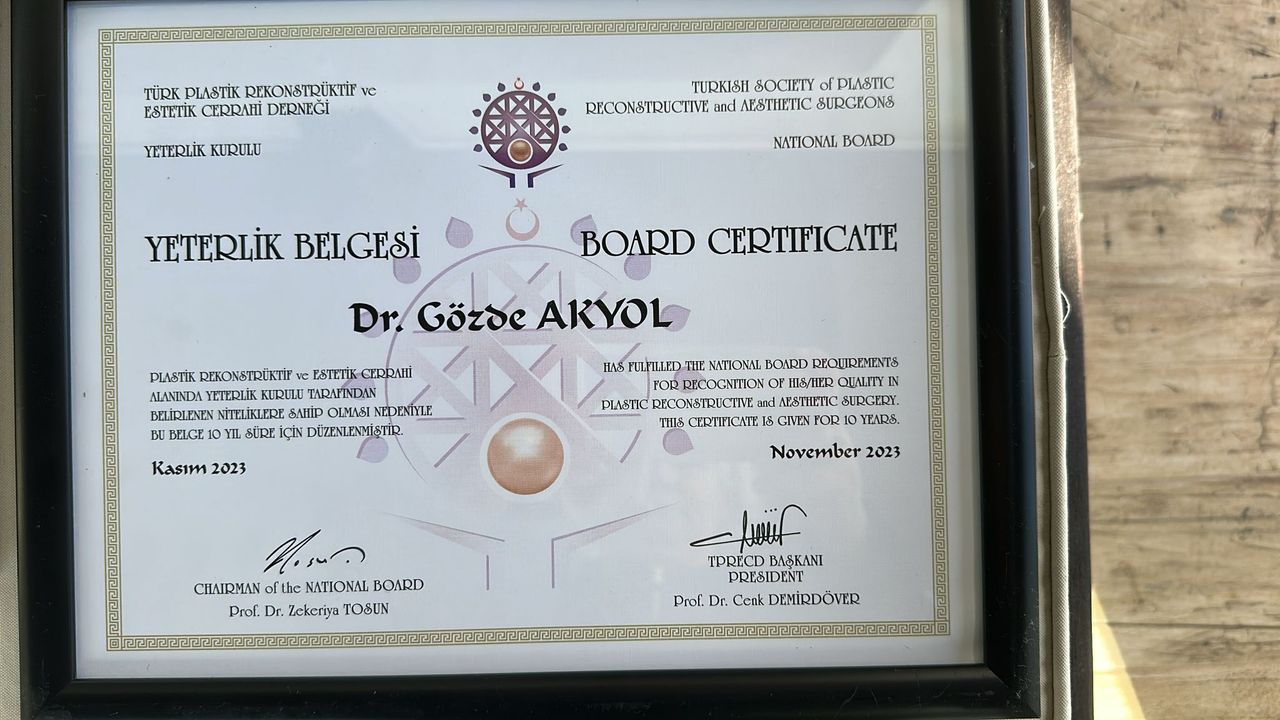 TÜRK PLASTİK REKONSTRÜKTİF ve
ESTETİK CERRAHİ DERNEĞİ
YETERLİK KURULU
TURKISH SOCIETY of PLASTIC
RECONSTRUCTIVE and AESTHETIC SURGEONS
NATIONAL BOARD
YETERLİK BELGESİ
BOARD CERTIFICATE
Dr. Gözde AKYOL
PLASTİK REKONSTRÜKTİF ve ESTETİK CERRAHİ
ALANINDA YETERLİK KURULU TARAFINDAN
BELİRLENEN NİTELİKLERE SAHİP OLMASI NEDENİYLE
BU BELGE 10 YIL SÜRE İÇİN DÜZENLENMİŞTİR.
Kasım 2023
HAS FULFILLED THE NATIONAL BOARD REQUIREMENTS
FOR RECOGNITION OF HIS/HER QUALITY IN
PLASTIC RECONSTRUCTIVE and AESTHETIC SURGERY.
THIS CERTIFICATE IS GIVEN FOR 10 YEARS.
November 2023
CHAIRMAN of the NATIONAL BOARD
Prof. Dr. Zekeriya TOSUN
TPRECD BAŞKANI
PRESIDENT
Prof. Dr. Cenk DEMİRDÖVER